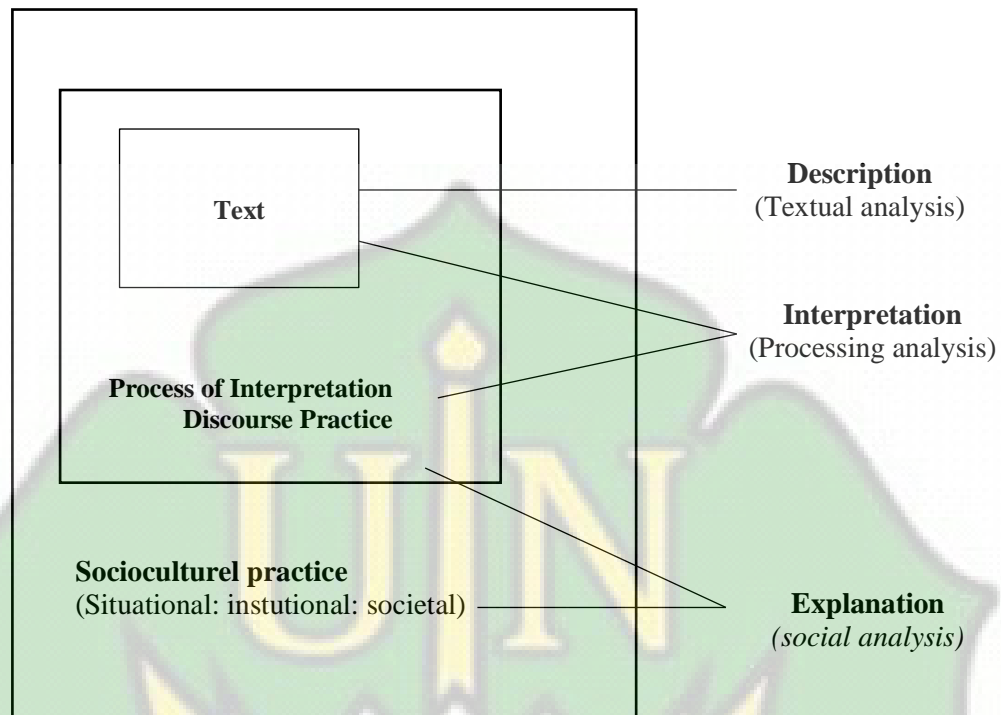 Text
Description
(Textual analysis)
Interpretation
(Processing analysis)
Process of Interpretation
Discourse Practice
Socioculturel practice
(Situational: instutional: societal)
Explanation
(social analysis)
UIN